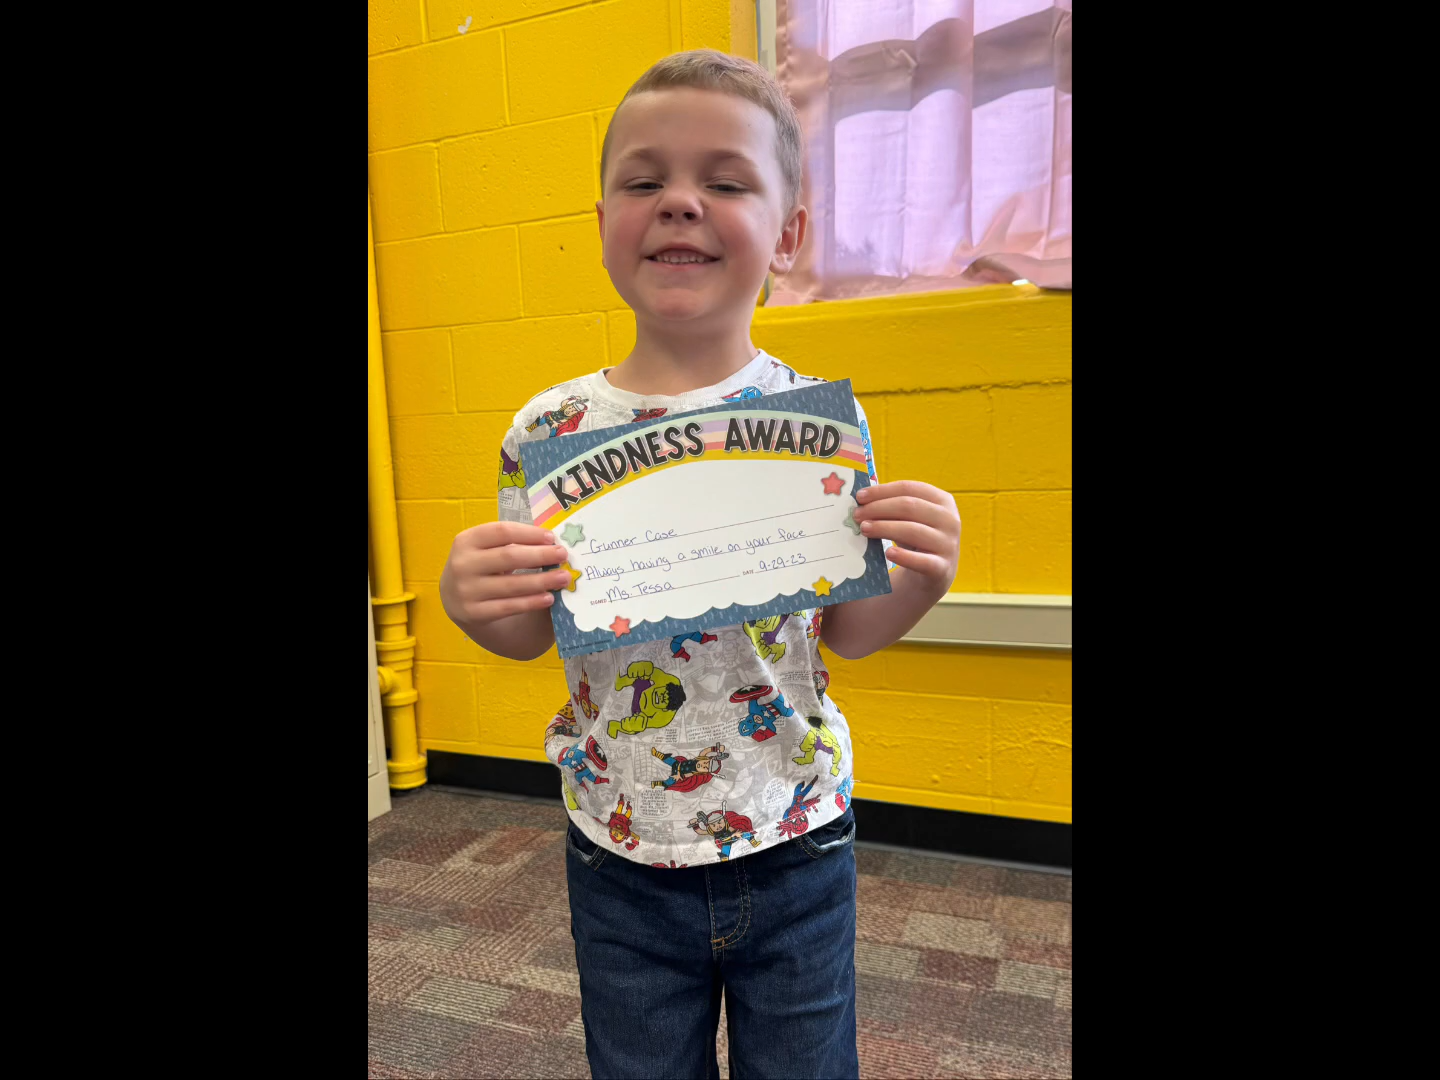 KINDNESS AWARD
Gunner Case
Always having a smile on your face
SIGNED Ms. Tessa DATE 9-29-23